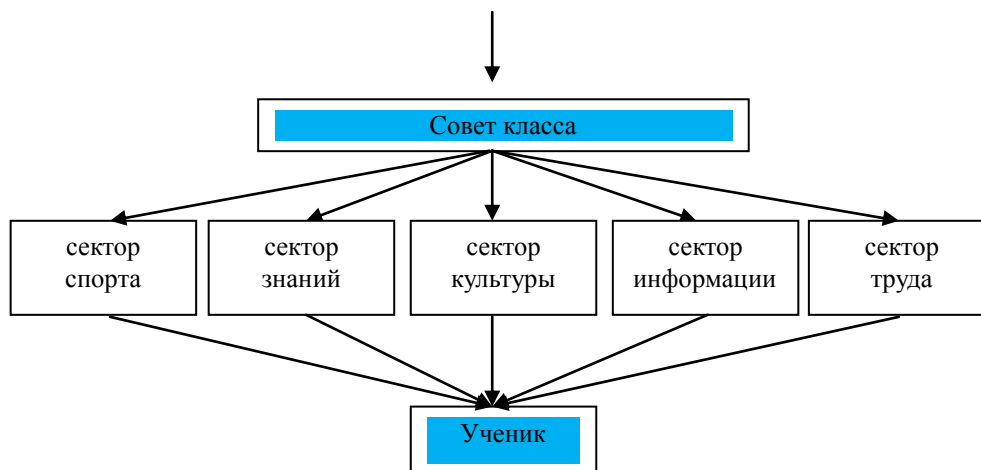 Совет класса
сектор
спорта
сектор
знаний
сектор
культуры
сектор
информации
сектор
труда
Ученик